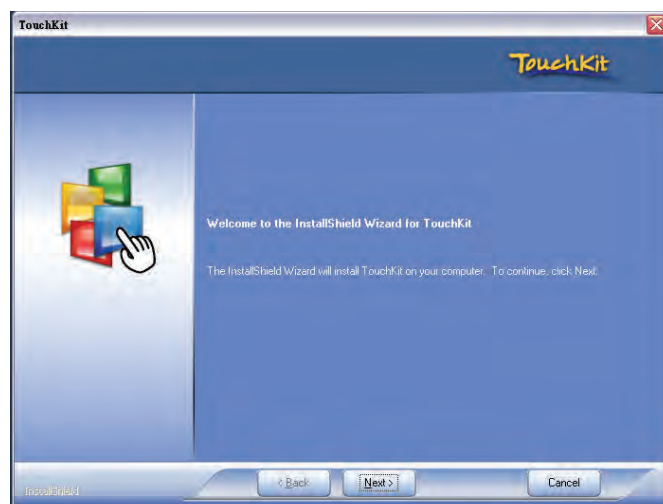 TouchKit
TouchKit
Welcome to the InstallShield Wizard for TouchKit
The InstallShield Wizard will install TouchKit on your computer. To continue, click Next.
InstallShield
< Back
Next >
Cancel